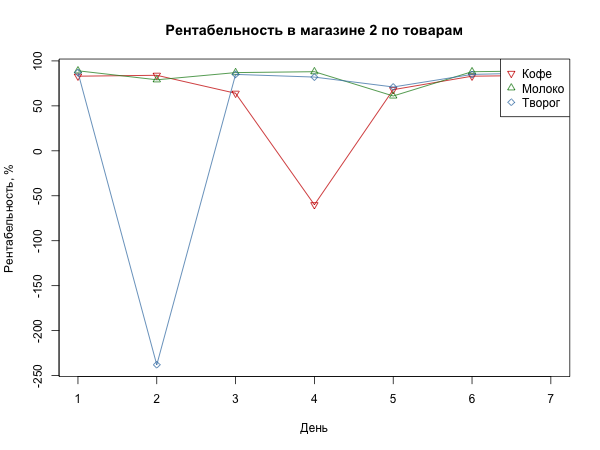 Рентабельность в магазине 2 по товарам
Рентабельность, %
100
50
0
-50
-100
-150
-200
-250
1 2 3 4 5 6 7
День
Кофе
Молоко
Творог